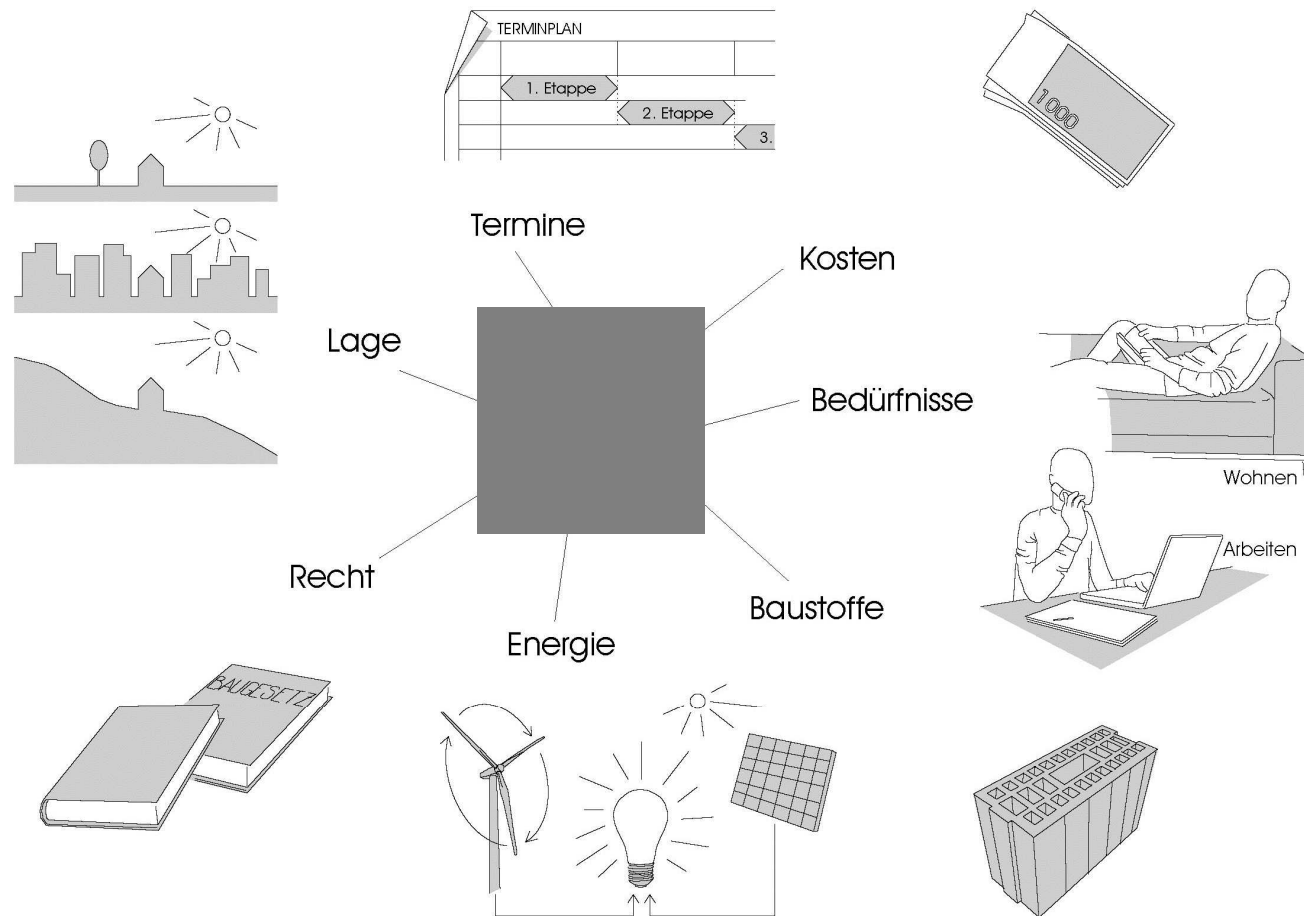 TERMINPLAN
1. Etappe
2. Etappe
3.
1000
Termine
Kosten
Lage
Bedürfnisse
Wohnen
Arbeiten
Recht
Baustoffe
Energie
BAUGESETZ